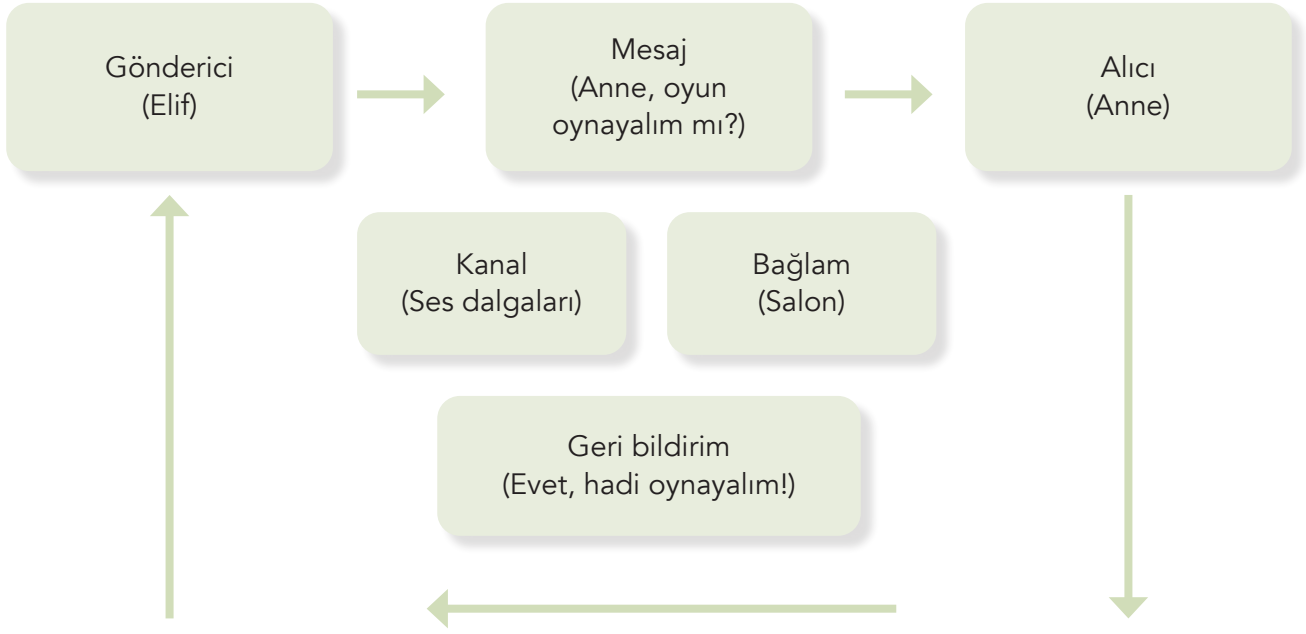 Gönderici
(Elif)
Mesaj
(Anne, oyun
oynayalım mı?)
Alıcı
(Anne)
Kanal
(Ses dalgaları)
Bağlam
(Salon)
Geri bildirim
(Evet, hadi oynayalım!)